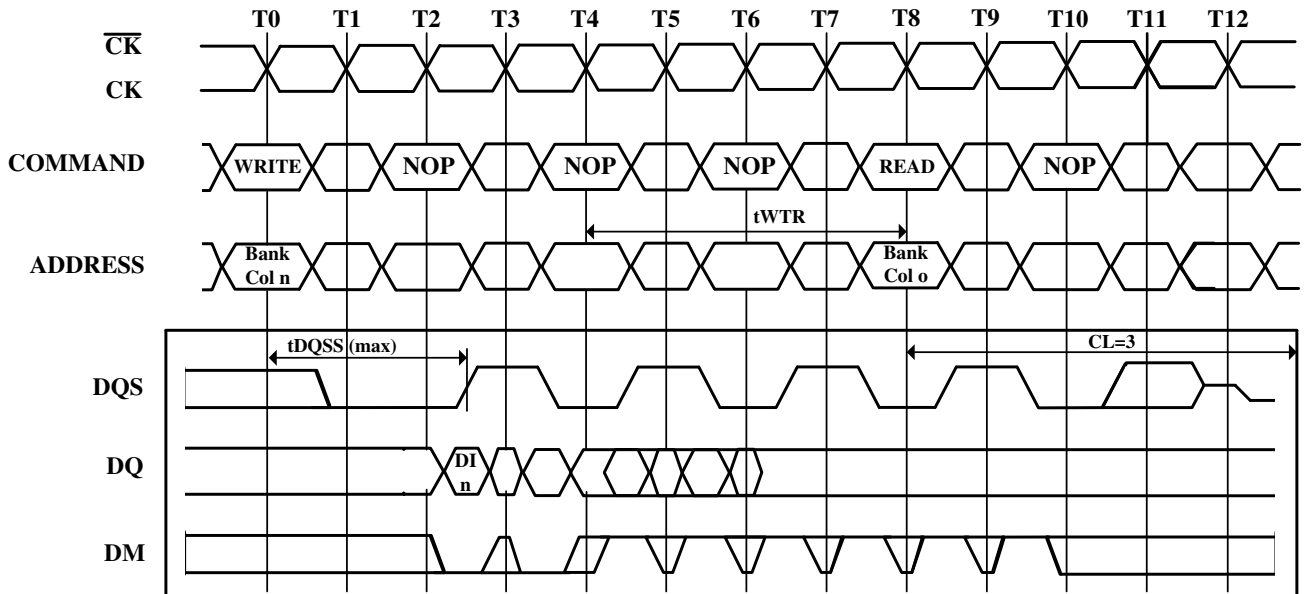 T0 T1 T2 T3 T4 T5 T6 T7 T8 T9 T10 T11 T12
CK
CK
COMMAND WRITE NOP NOP NOP READ NOP
tWTR
ADDRESS Bank Col n Bank Col o
tDQSS (max) CL=3
DQS
DQ DI n
DM